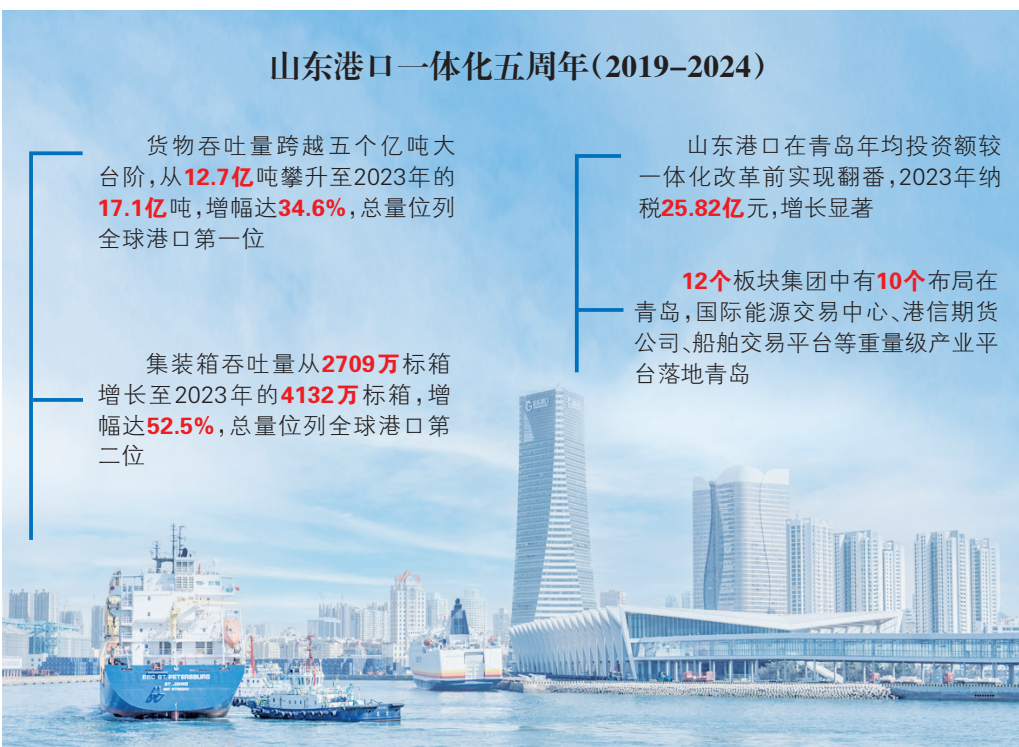 山东港口一体化五周年(2019–2024)
货物吞吐量跨越五个亿吨大
台阶,从12.7亿吨攀升至2023年的
17.1亿吨,增幅达34.6%,总量位列
全球港口第一位
集装箱吞吐量从2709万标箱
增长至2023年的4132万标箱,增
幅达52.5%,总量位列全球港口第
二位
山东港口在青岛年均投资额较
一体化改革前实现翻番,2023年纳
税25.82亿元,增长显著
12个板块集团中有10个布局在
青岛,国际能源交易中心、港信期货
公司、船舶交易平台等重量级产业平
台落地青岛
BBC ST.PETERSBURG
ST. JOHN'S